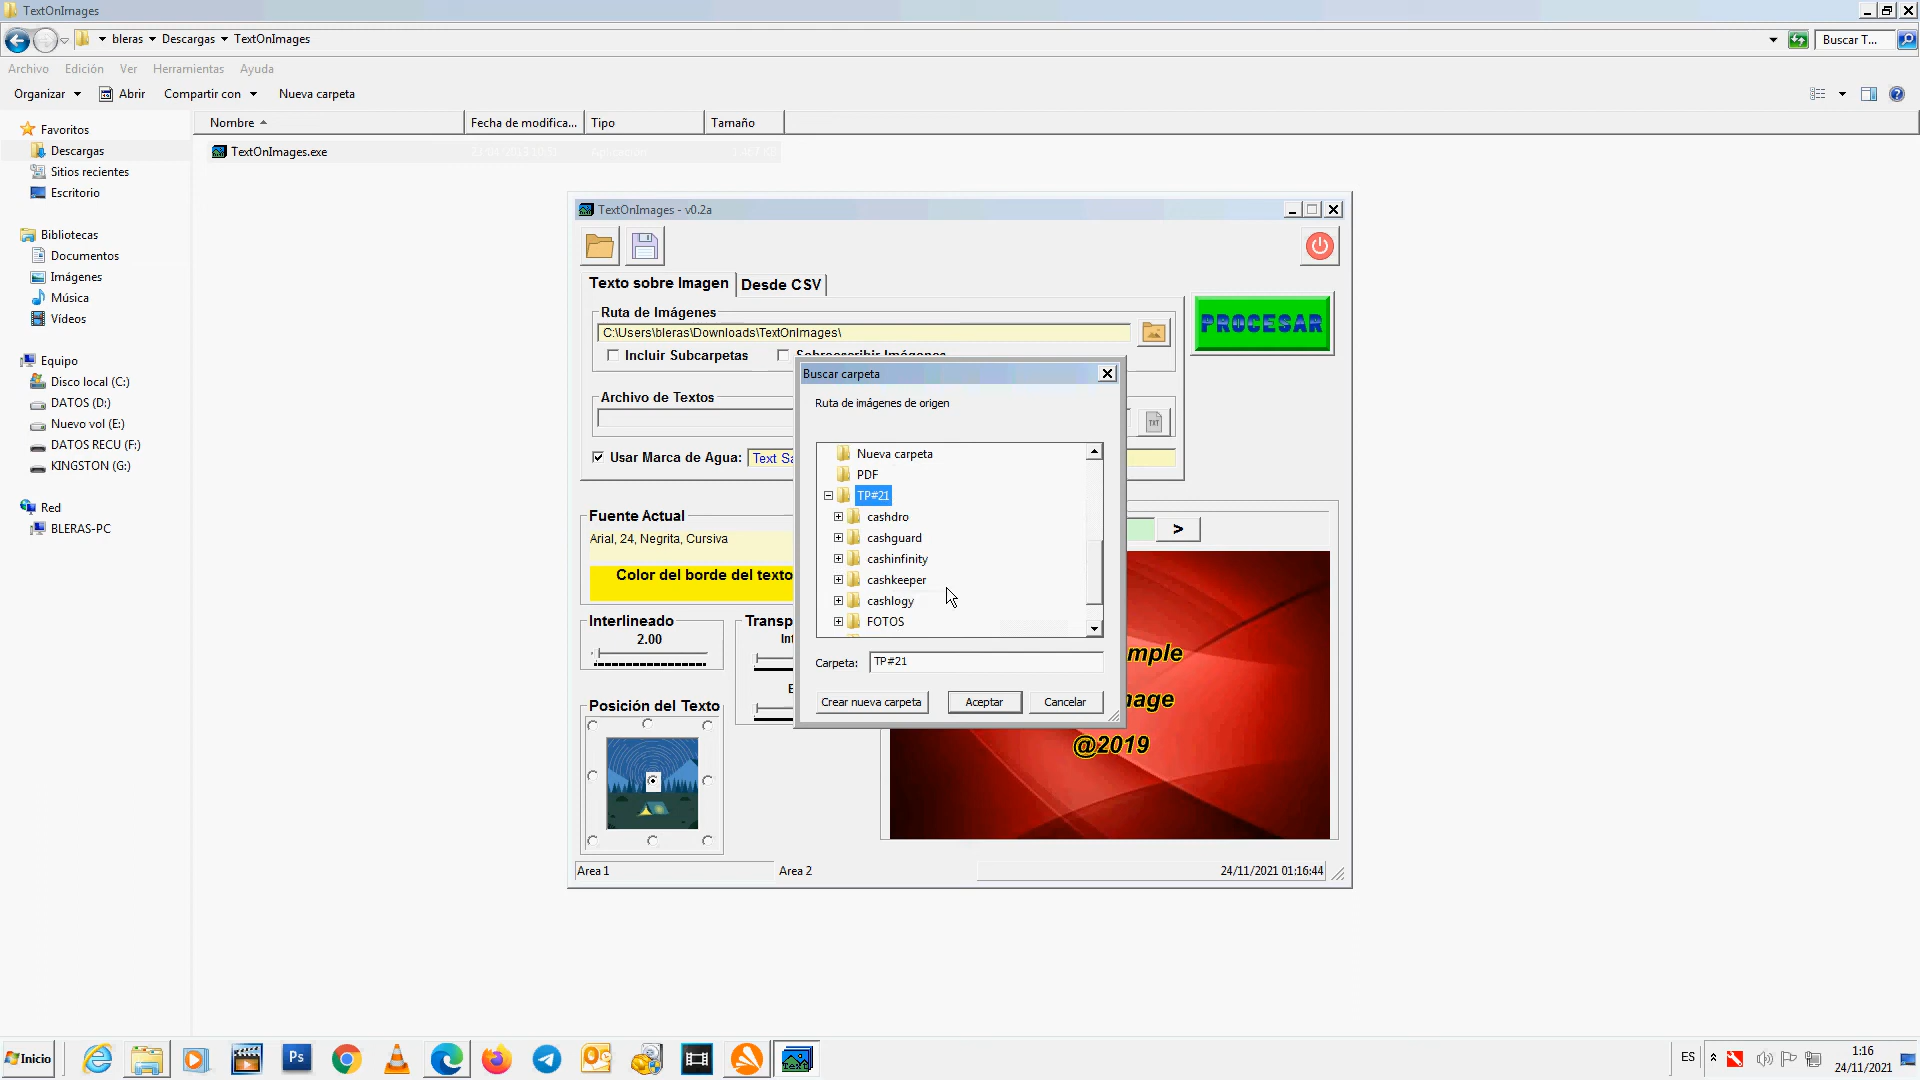 TextOnImages
bleras Descargas TextOnImages
Buscar T...
Archivo Edición Ver Herramientas Ayuda
Organizar Abrir Compartir con Nueva carpeta
Nombre Fecha de modifica... Tipo Tamaño
Favoritos
Descargas
Sitios recientes
Escritorio
Bibliotecas
Documentos
Imágenes
Música
Vídeos
Equipo
Disco local (C:)
DATOS (D:)
Nuevo vol (E:)
DATOS RECU (F:)
KINGSTON (G:)
Red
BLERAS-PC
TextOnImages.exe
TextOnImages - v0.2a
Texto sobre Imagen Desde CSV
Ruta de Imágenes
C:\Users\bleras\Downloads\TextOnImages\
Incluir Subcarpetas Sobreescribir Imágenes
PROCESAR
Archivo de Textos
TXT
Usar Marca de Agua: Text Sa
Fuente Actual
Arial, 24, Negrita, Cursiva
Color del borde del texto
Interlineado
2.00
Transp
Posición del Texto
Buscar carpeta
Ruta de imágenes de origen
Nueva carpeta
PDF
TP#21
cashdro
cashguard
cashinfinity
cashkeeper
cashlogy
FOTOS
Carpeta: TP#21
Crear nueva carpeta Aceptar Cancelar
>
mple
age
@2019
Area 1 Area 2 24/11/2021 01:16:44
Inicio
Ps
Text
ES
1:16
24/11/2021